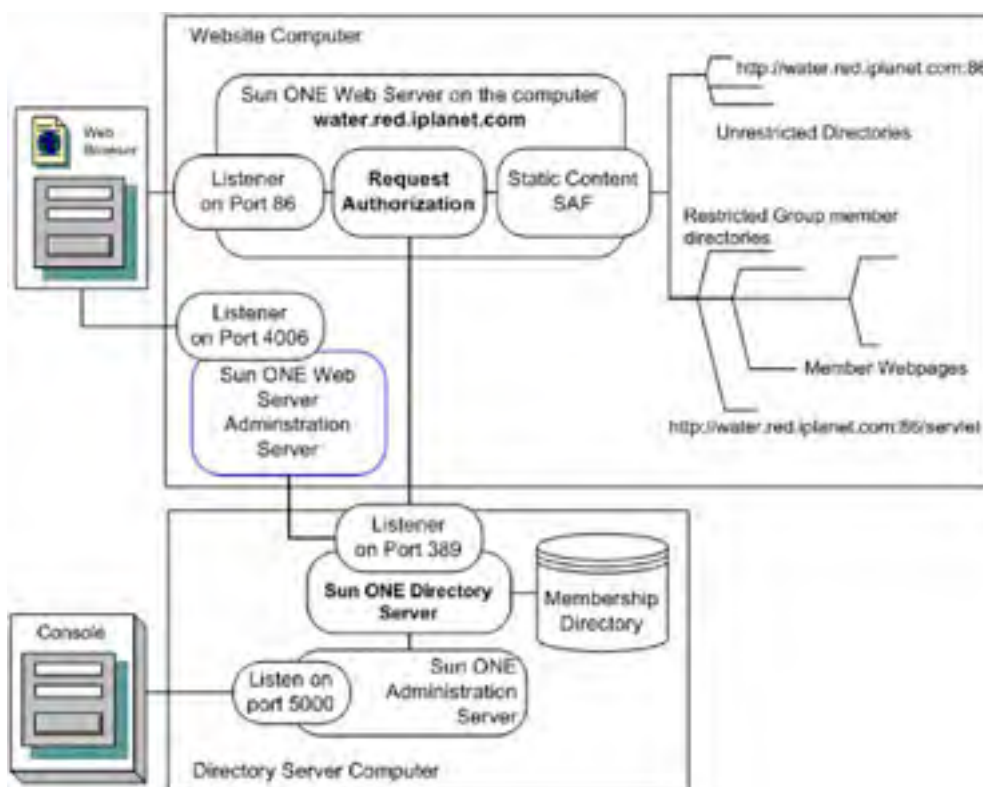 Website Computer
Sun ONE Web Server on the computer
water.red.iplanet.com
Web
Browser
Listener
on Port 86
Request
Authorization
Static Content
SAF
http://water.red.iplanet.com:86
Unrestricted Directories
Restricted Group member
directories
Member Webpages
http://water.red.iplanet.com:86/servlet
Listener
on Port 4006
Sun ONE Web
Server
Adminstration
Server
Listener
on Port 389
Sun ONE Directory
Server
Membership
Directory
Console
Listen on
port 5000
Sun ONE
Administration
Server
Directory Server Computer